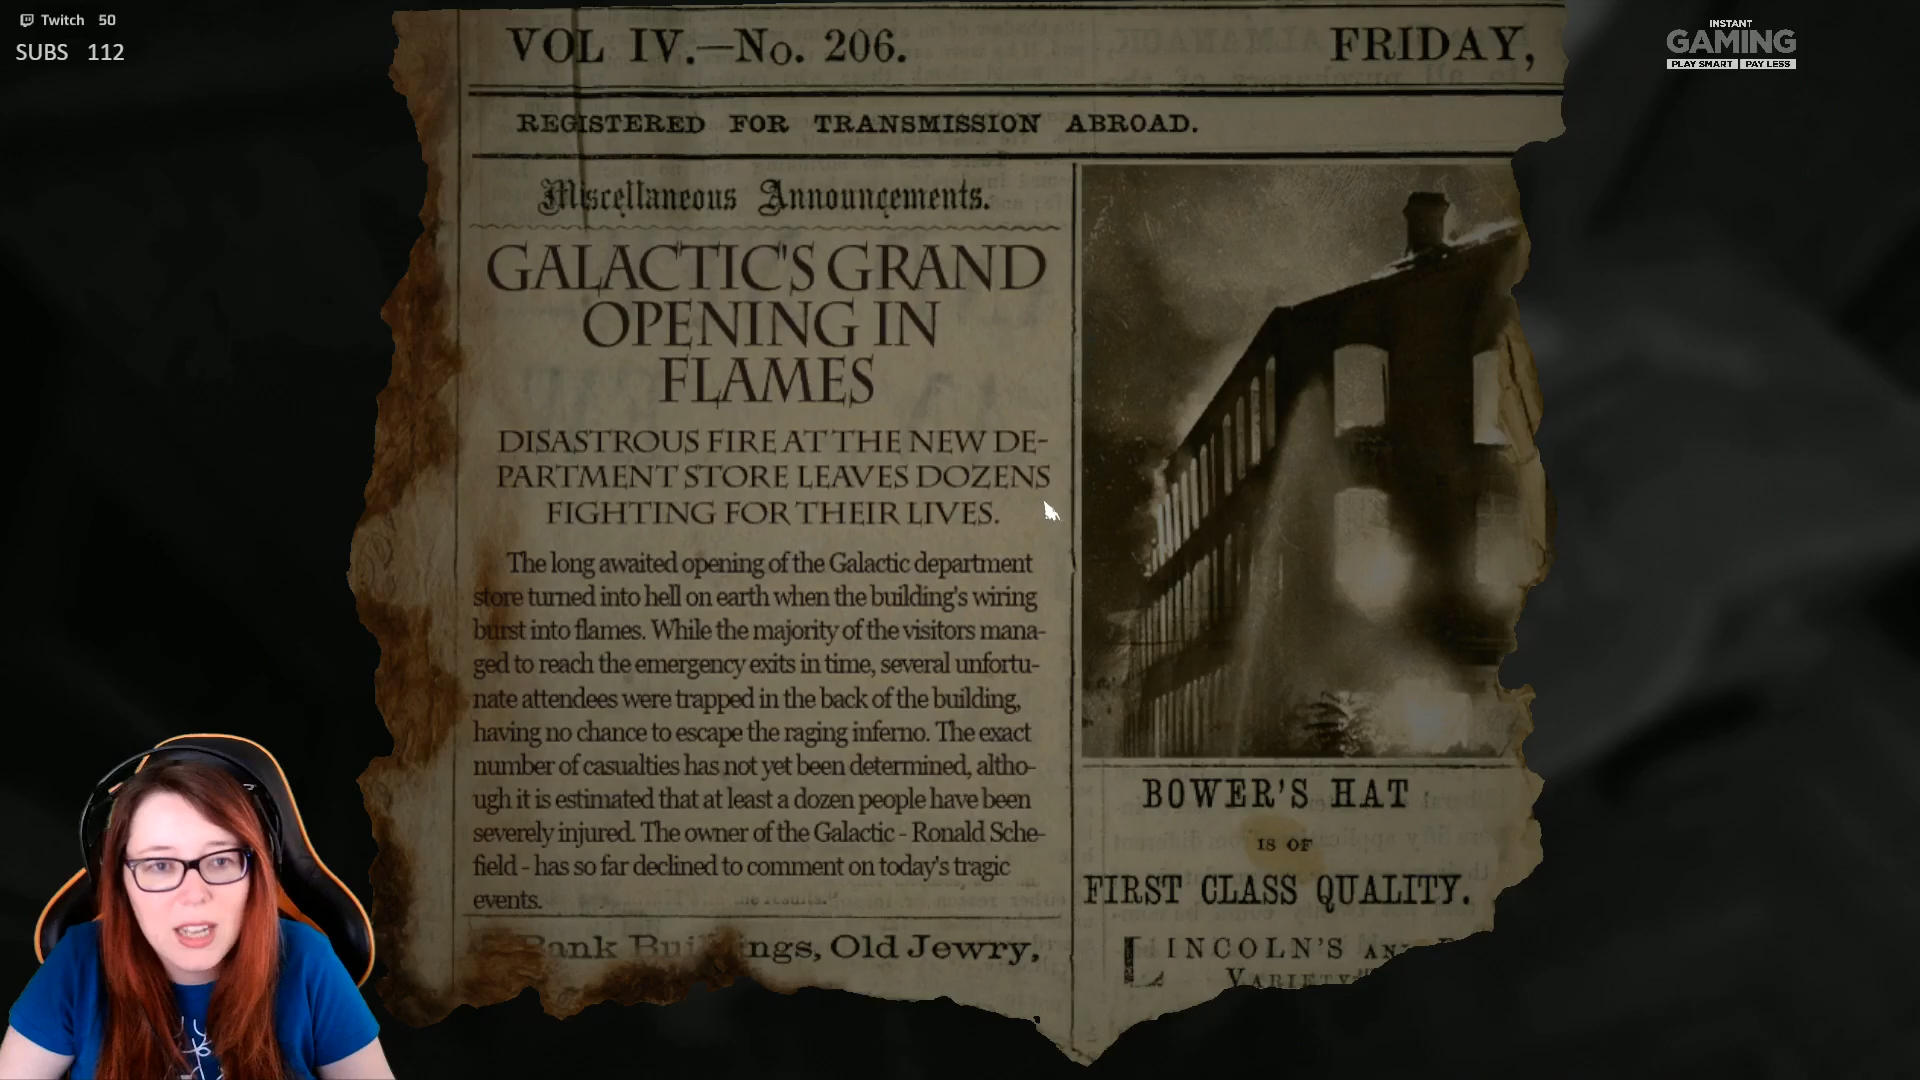 Twitch 50
SUBS 112
INSTANT
GAMING
PLAY SMART PAY LESS
VOL IV.—No. 206.
FRIDAY,
REGISTERED FOR TRANSMISSION ABROAD.
Miscellaneous Announcements.
GALACTIC'S GRAND
OPENING IN
FLAMES
DISASTROUS FIRE AT THE NEW DE-
PARTMENT STORE LEAVES DOZENS
FIGHTING FOR THEIR LIVES.
The long awaited opening of the Galactic department
store turned into hell on earth when the building's wiring
burst into flames. While the majority of the visitors mana-
ged to reach the emergency exits in time, several unfortu-
nate attendees were trapped in the back of the building,
having no chance to escape the raging inferno. The exact
number of casualties has not yet been determined, altho-
ugh it is estimated that at least a dozen people have been
severely injured. The owner of the Galactic - Ronald Sche-
field - has so far declined to comment on today's tragic
events.
Old Jewry,
BOWER'S HAT
IS OF
FIRST CLASS QUALITY.
LINCOLN'S